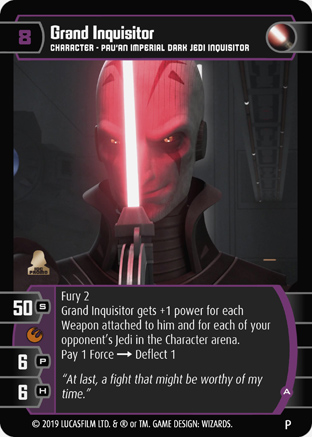 8
Grand Inquisitor
CHARACTER - PAU'AN IMPERIAL DARK JEDI INQUISITOR
50 S
6 P
6 H
Fury 2
Grand Inquisitor gets +1 power for each
Weapon attached to him and for each of your
opponent's Jedi in the Character arena.
Pay 1 Force → Deflect 1
"At last, a fight that might be worthy of my
time."
A
© 2019 LUCASFILM LTD. & ® or TM. GAME DESIGN: WIZARDS.
P